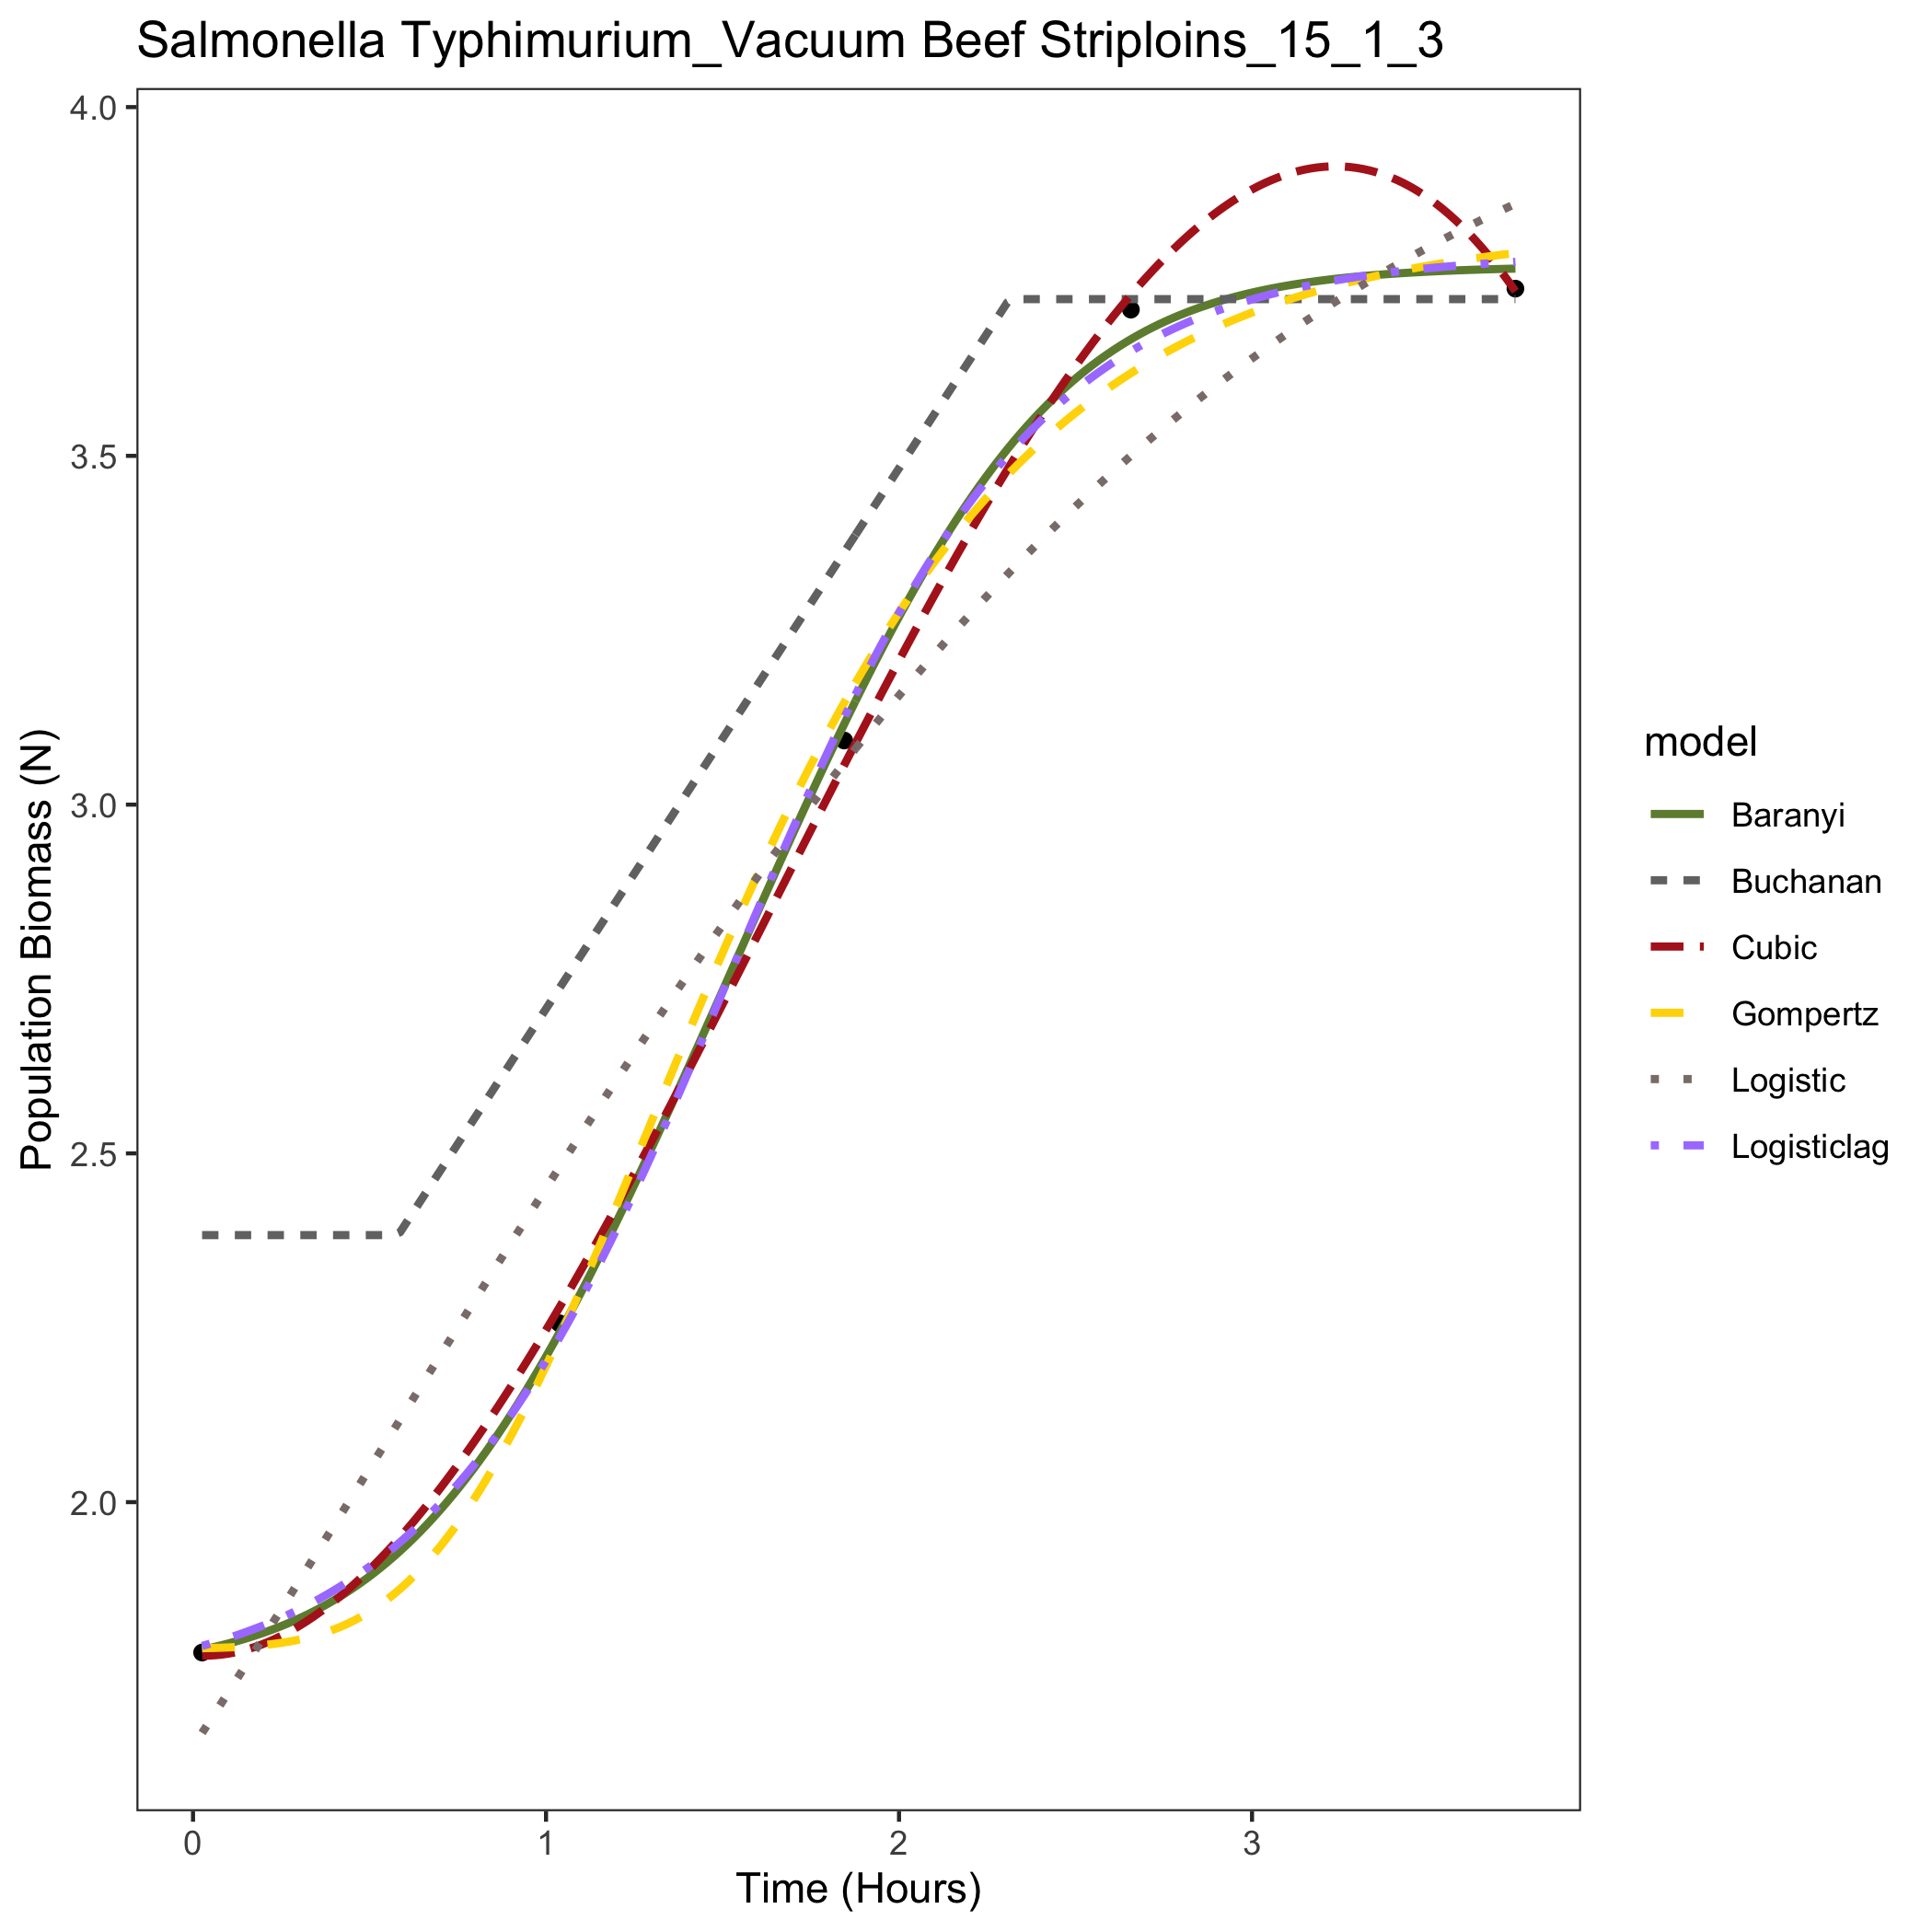 Salmonella Typhimurium_Vacuum Beef Striploins_15_1_3
4.0
3.5
3.0
2.5
2.0
Population Biomass (N)
0
1
2
3
Time (Hours)
model
Baranyi
Buchanan
Cubic
Gompertz
Logistic
Logisticlag